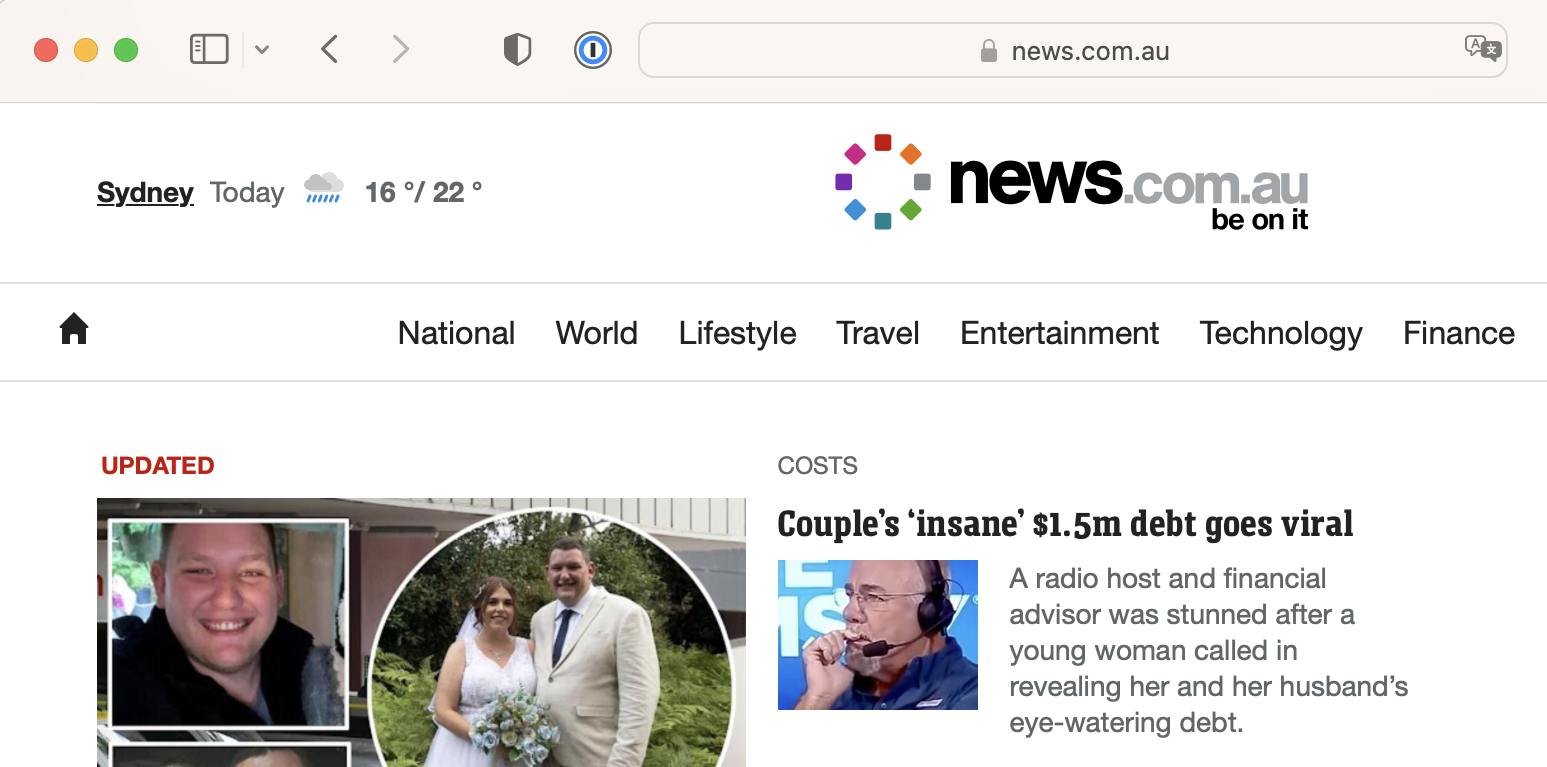 news.com.au
Sydney Today 16 °/ 22 °
news.com.au
be on it
National World Lifestyle Travel Entertainment Technology Finance
UPDATED
COSTS
Couple’s ‘insane’ $1.5m debt goes viral
A radio host and financial
advisor was stunned after a
young woman called in
revealing her and her husband’s
eye-watering debt.